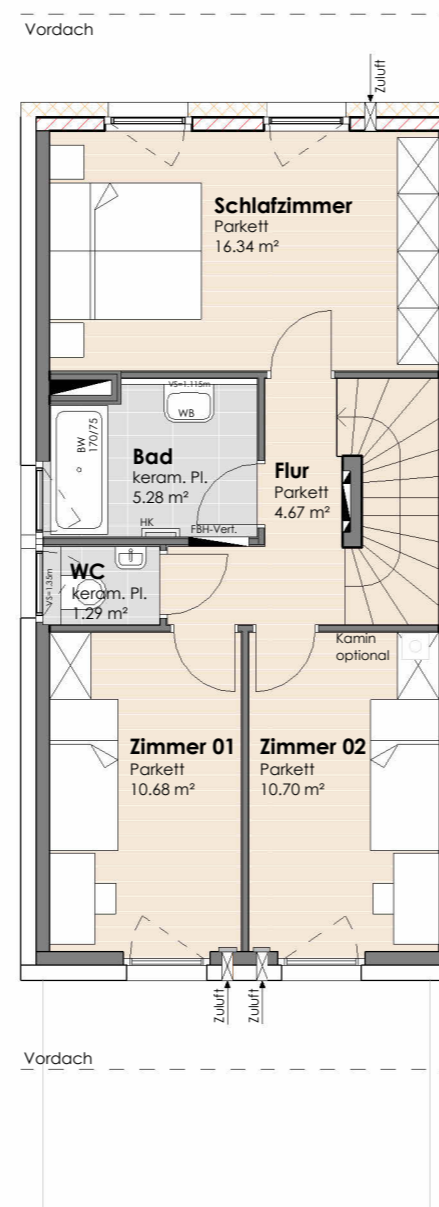 Vordach
Zuluft
Schlafzimmer
Parkett
16.34 m²
VS=1.115m
WB
BW
170/75
Bad
keram. Pl.
5.28 m²
Flur
Parkett
4.67 m²
HK
FBH-Vert.
WC
keram. Pl.
1.29 m²
VS=1.35m
Kamin
optional
Zimmer 01
Parkett
10.68 m²
Zimmer 02
Parkett
10.70 m²
Zuluft
Zuluft
Vordach